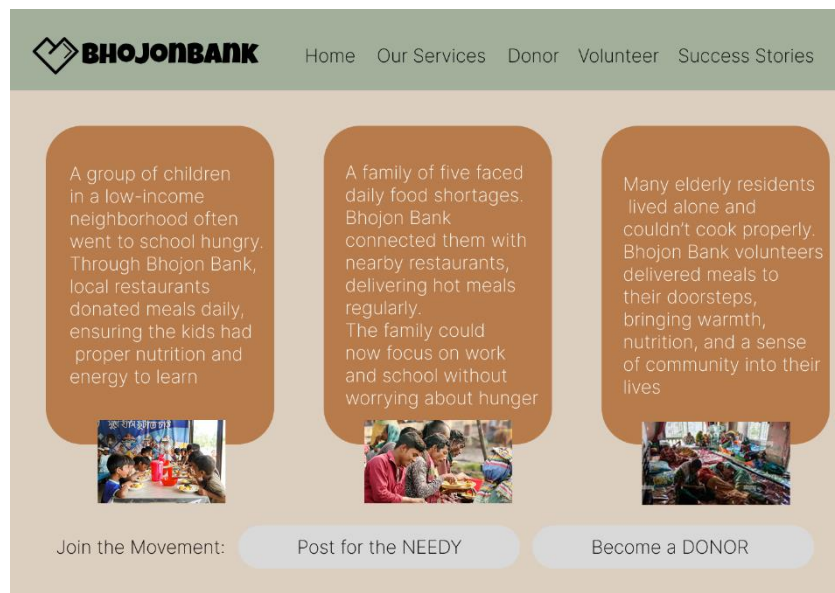 BHOJONBANK
Home Our Services Donor Volunteer Success Stories
A group of children
in a low-income
neighborhood often
went to school hungry.
Through Bhojon Bank,
local restaurants
donated meals daily,
ensuring the kids had
proper nutrition and
energy to learn
A family of five faced
daily food shortages.
Bhojon Bank
connected them with
nearby restaurants,
delivering hot meals
regularly.
The family could
now focus on work
and school without
worrying about hunger
Many elderly residents
lived alone and
couldn't cook properly.
Bhojon Bank volunteers
delivered meals to
their doorsteps,
bringing warmth,
nutrition, and a sense
of community into their
lives
Join the Movement: Post for the NEEDY Become a DONOR